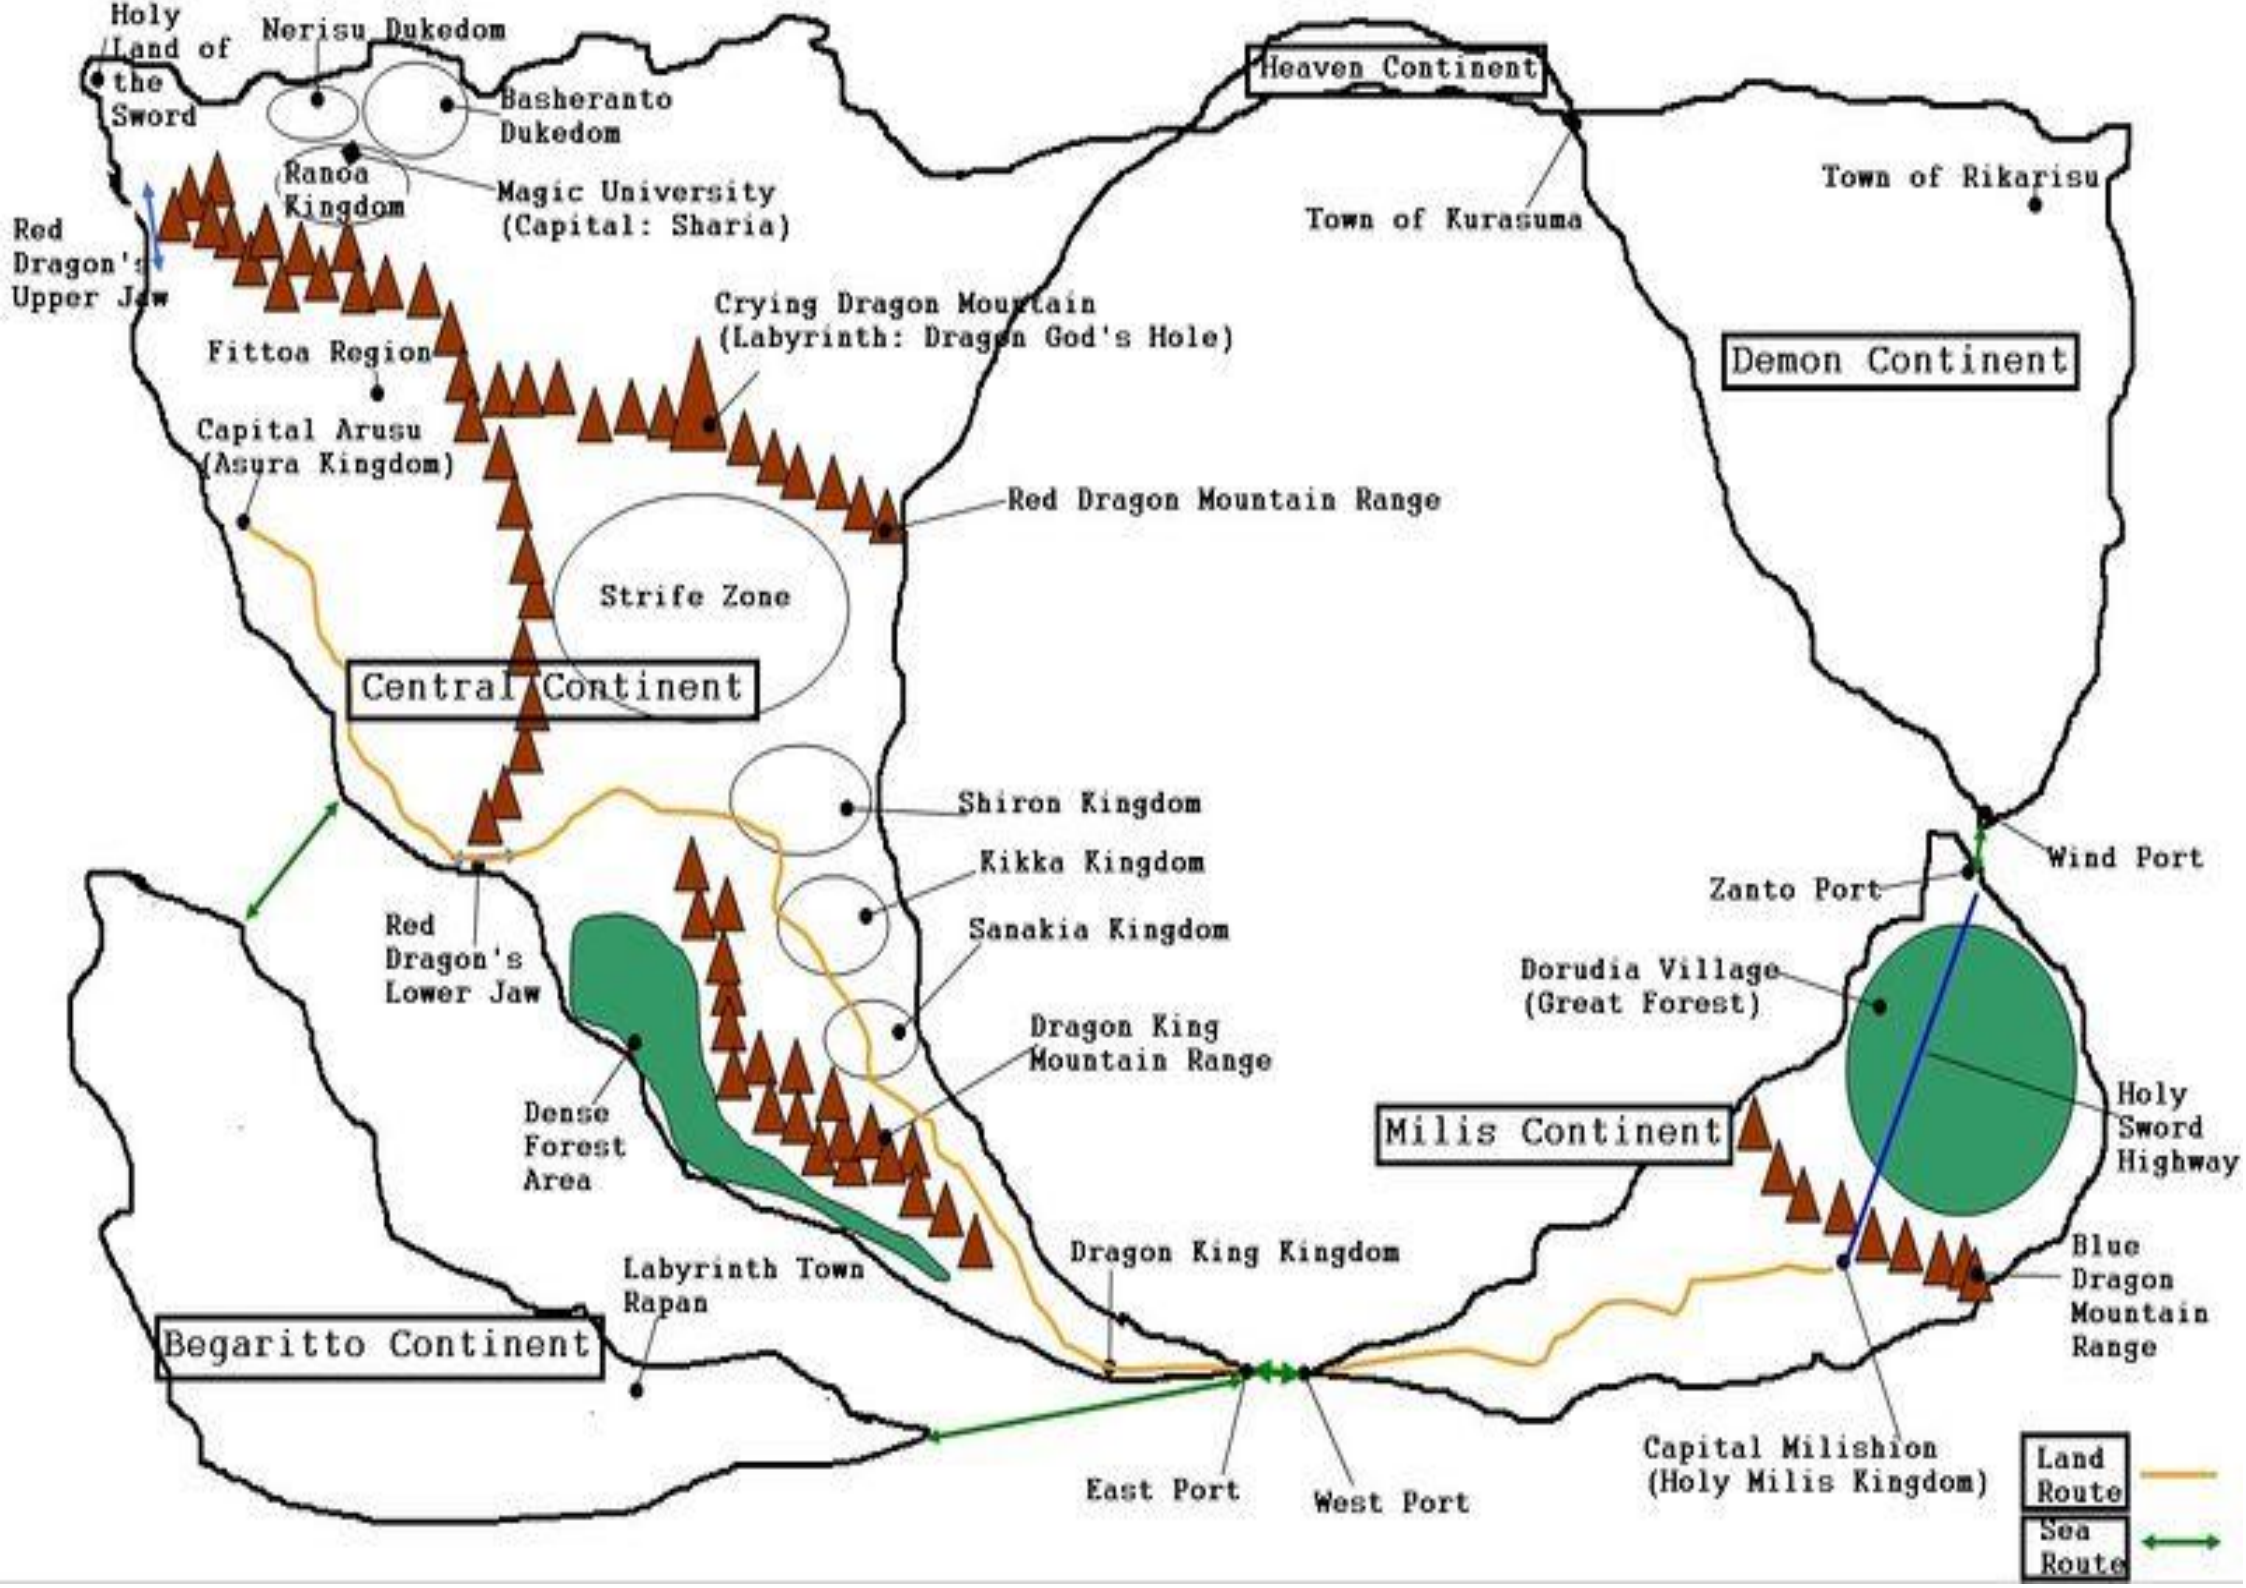 Holy
Land of
the
Sword
Nerisu Dukedom
Basheranto
Dukedom
Ranoa
Kingdom
Magic University
(Capital: Sharia)
Heaven Continent
Town of Kurasuma
Town of Rikarisu
Red
Dragon's
Upper Jaw
Crying Dragon Mountain
(Labyrinth: Dragon God's Hole)
Fittoa Region
Demon Continent
Capital Arusu
(Asura Kingdom)
Red Dragon Mountain Range
Strife Zone
Central Continent
Shiron Kingdom
Kikka Kingdom
Sanakia Kingdom
Wind Port
Zanto Port
Red
Dragon's
Lower Jaw
Dorudia Village
(Great Forest)
Dragon King
Mountain Range
Dense
Forest
Area
Milis Continent
Holy
Sword
Highway
Labyrinth Town
Rapan
Dragon King Kingdom
Blue
Dragon
Mountain
Range
Begaritto Continent
East Port
West Port
Capital Milishion
(Holy Milis Kingdom)
Land
Route
Sea
Route